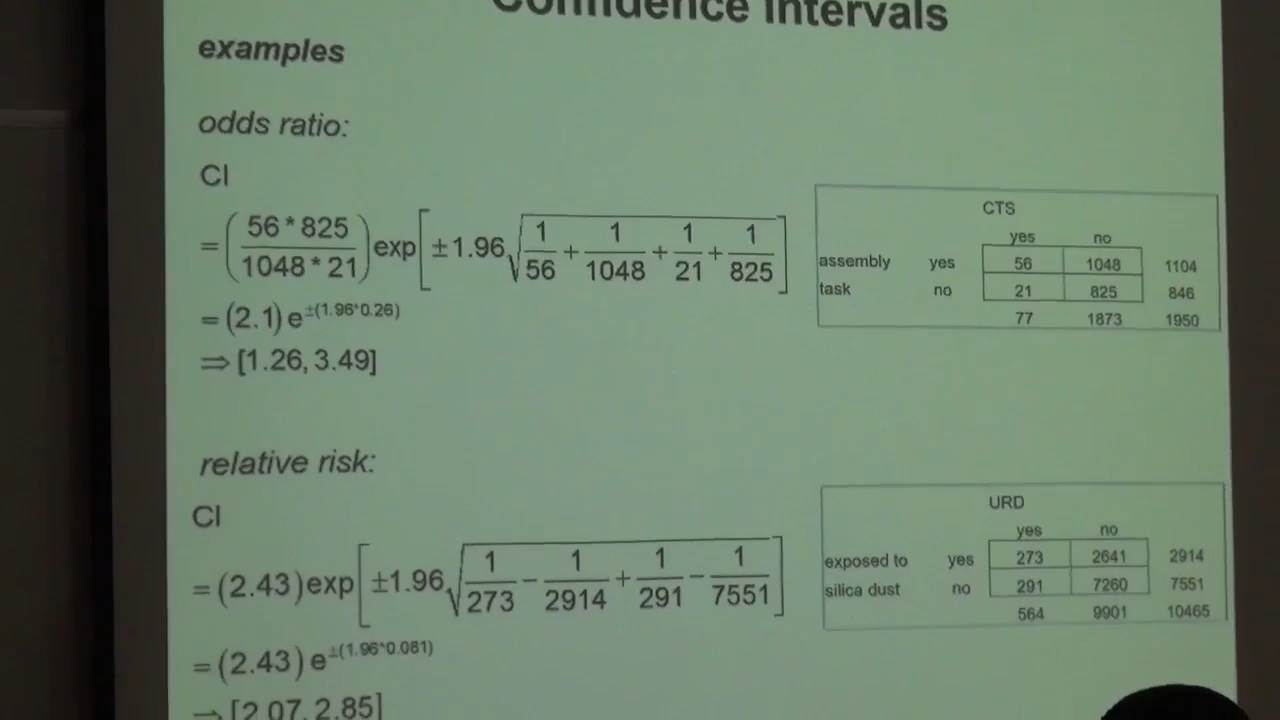 Confidence Intervals
examples
odds ratio:
CI
= (56 * 825 / 1048 * 21) exp[±1.96 √(1/56 + 1/1048 + 1/21 + 1/825)]
= (2.1) e^±(1.96*0.26)
⇒ [1.26, 3.49]
CTS
yes no
assembly yes 56 1048 1104
task no 21 825 846
77 1873 1950
relative risk:
CI
= (2.43) exp[±1.96 √(1/273 − 1/2914 + 1/291 − 1/7551)]
= (2.43) e^±(1.96*0.081)
⇒ [2.07, 2.85]
URD
yes no
exposed to yes 273 2641 2914
silica dust no 291 7260 7551
564 9901 10465